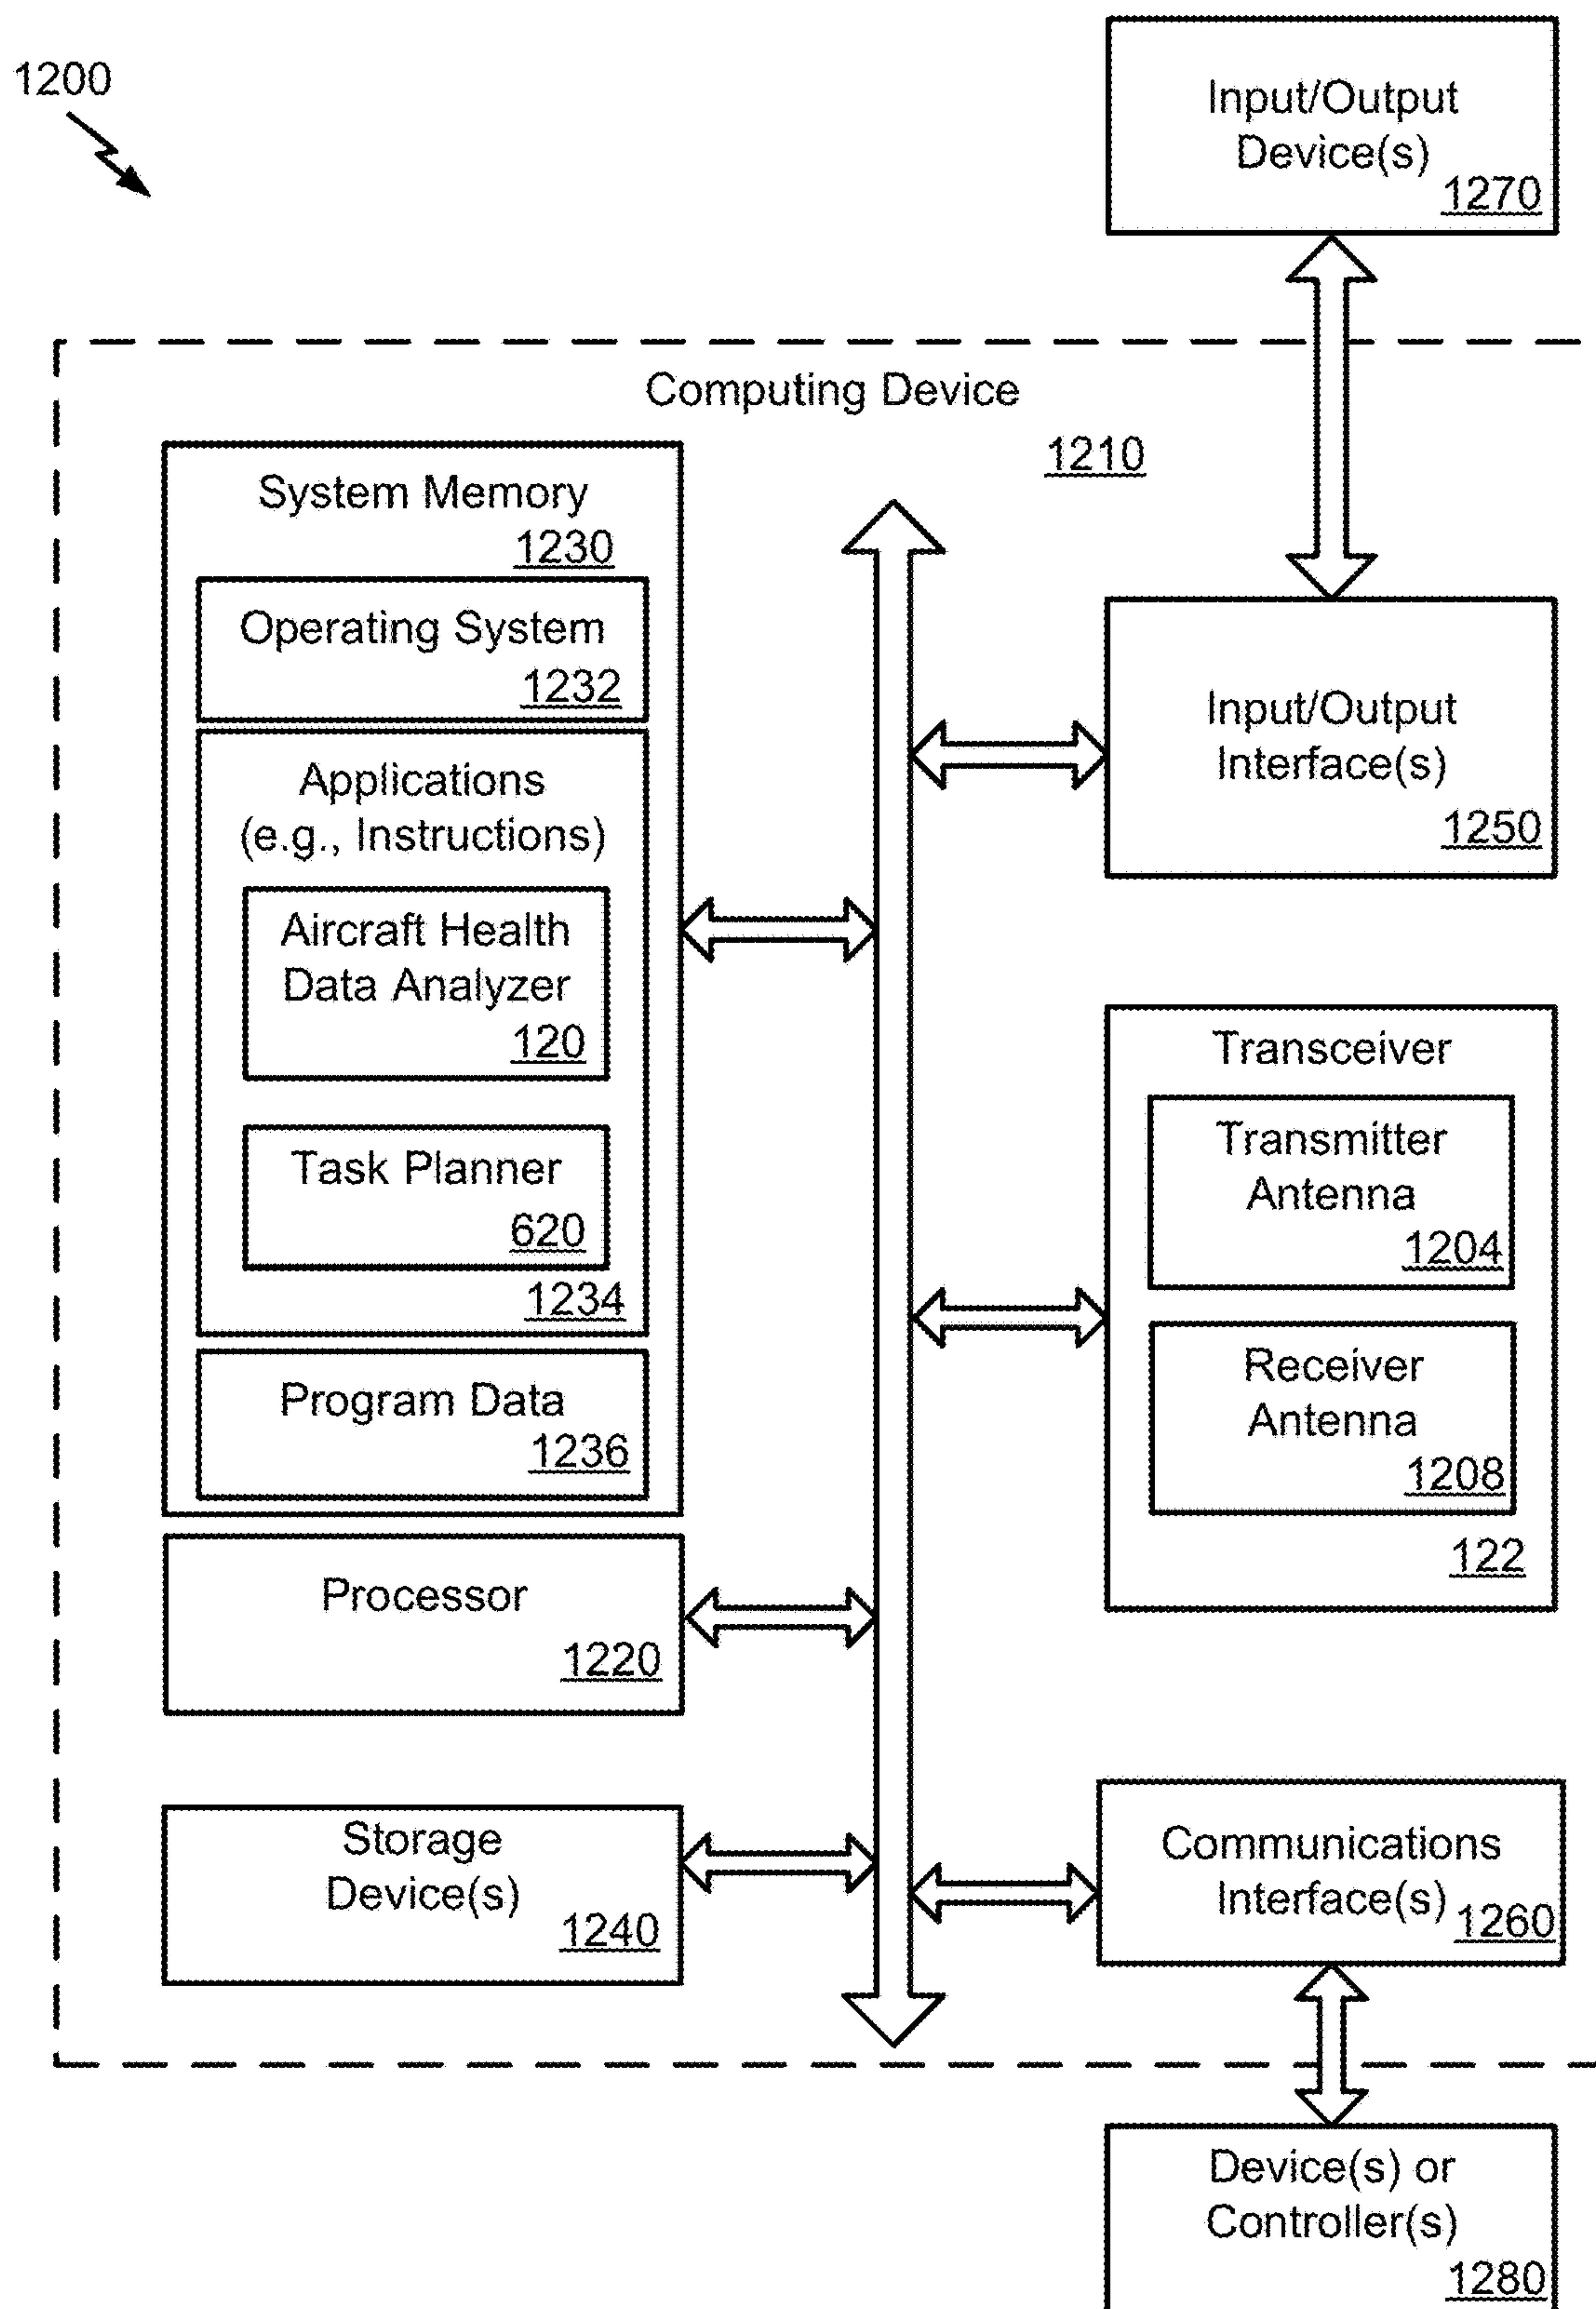 1200
Input/Output
Device(s)
1270
Computing Device
1210
System Memory
1230
Operating System
1232
Applications
(e.g., Instructions)
Aircraft Health
Data Analyzer
120
Task Planner
620
1234
Program Data
1236
Processor
1220
Storage
Device(s)
1240
Input/Output
Interface(s)
1250
Transceiver
Transmitter
Antenna
1204
Receiver
Antenna
1208
122
Communications
Interface(s)
1260
Device(s) or
Controller(s)
1280